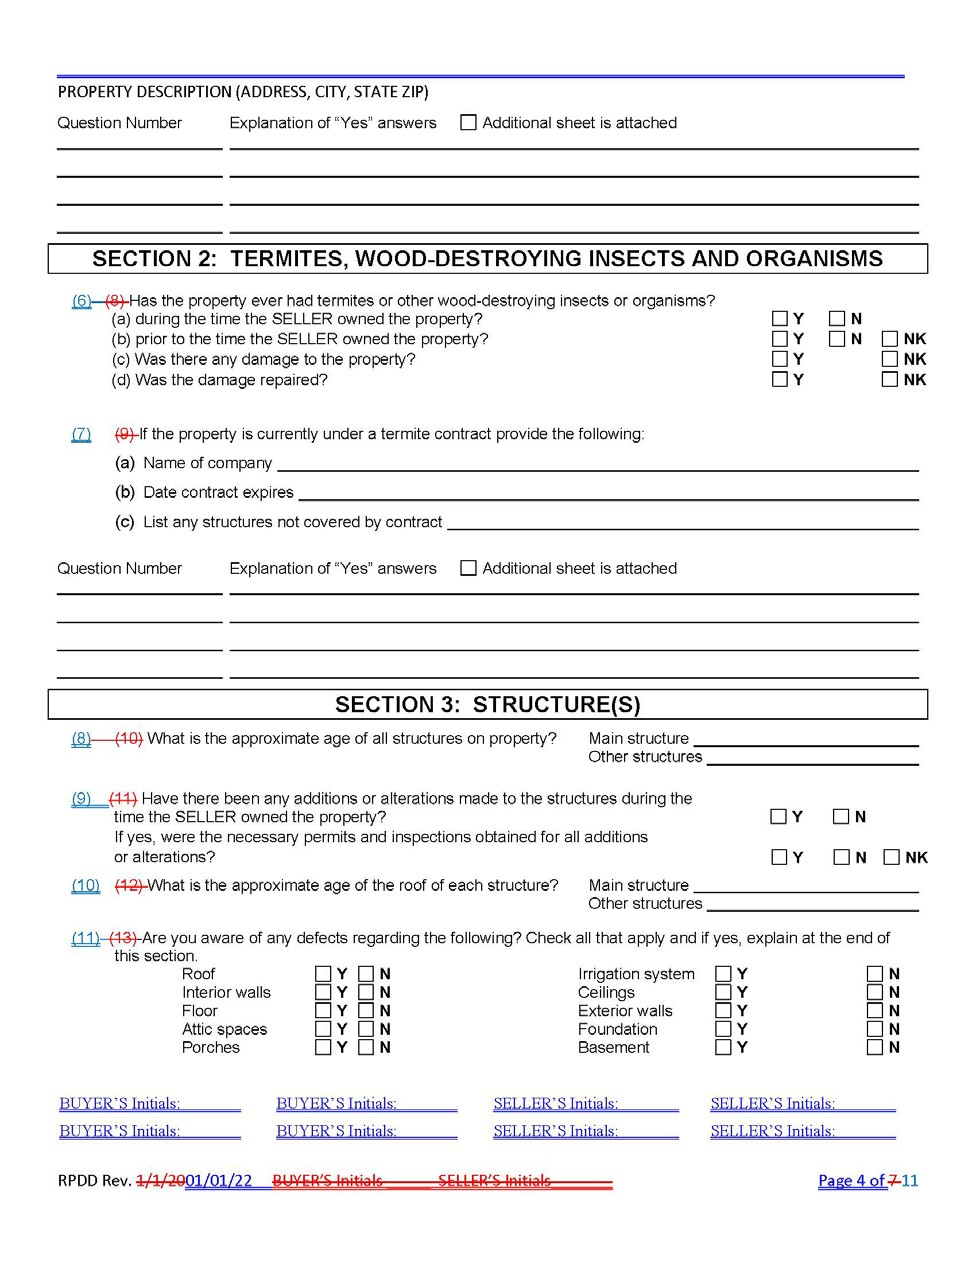 PROPERTY DESCRIPTION (ADDRESS, CITY, STATE ZIP)
Question Number Explanation of “Yes” answers ☐ Additional sheet is attached
SECTION 2: TERMITES, WOOD-DESTROYING INSECTS AND ORGANISMS
(6) (8) Has the property ever had termites or other wood-destroying insects or organisms?
(a) during the time the SELLER owned the property? ☐ Y ☐ N
(b) prior to the time the SELLER owned the property? ☐ Y ☐ N ☐ NK
(c) Was there any damage to the property? ☐ Y ☐ NK
(d) Was the damage repaired? ☐ Y ☐ NK
(7) (9) If the property is currently under a termite contract provide the following:
(a) Name of company
(b) Date contract expires
(c) List any structures not covered by contract
Question Number Explanation of “Yes” answers ☐ Additional sheet is attached
SECTION 3: STRUCTURE(S)
(8) (10) What is the approximate age of all structures on property? Main structure
Other structures
(9) (11) Have there been any additions or alterations made to the structures during the
time the SELLER owned the property? ☐ Y ☐ N
If yes, were the necessary permits and inspections obtained for all additions
or alterations? ☐ Y ☐ N ☐ NK
(10) (12) What is the approximate age of the roof of each structure? Main structure
Other structures
(11) (13) Are you aware of any defects regarding the following? Check all that apply and if yes, explain at the end of
this section.
Roof ☐ Y ☐ N Irrigation system ☐ Y ☐ N
Interior walls ☐ Y ☐ N Ceilings ☐ Y ☐ N
Floor ☐ Y ☐ N Exterior walls ☐ Y ☐ N
Attic spaces ☐ Y ☐ N Foundation ☐ Y ☐ N
Porches ☐ Y ☐ N Basement ☐ Y ☐ N
BUYER’S Initials: BUYER’S Initials: SELLER’S Initials: SELLER’S Initials:
BUYER’S Initials: BUYER’S Initials: SELLER’S Initials: SELLER’S Initials:
RPDD Rev. 1/1/2001/01/22 BUYER’S Initials SELLER’S Initials Page 4 of 7 11